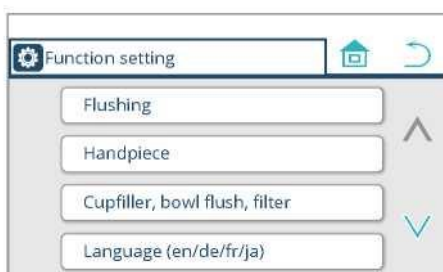 Function setting
Flushing
Handpiece
Cupfiller, bowl flush, filter
Language (en/de/fr/ja)